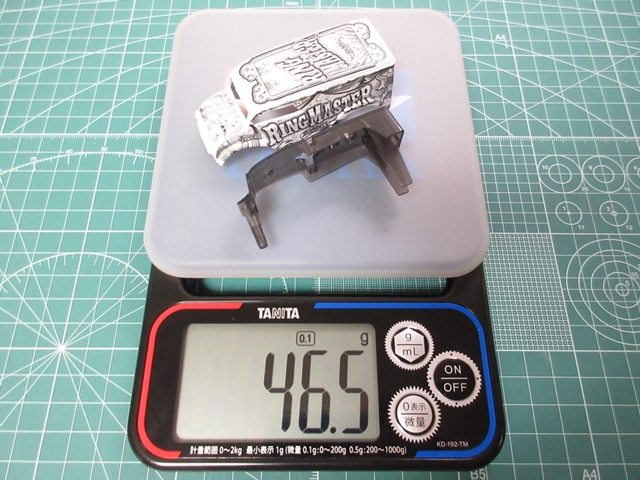 RINGMASTER
TANITA
0.1
g
46.5
g
mL
ON
OFF
0表示
微量
KD-192-TM
計量範囲 0～2kg 最小表示 1g (微量 0.1g:0～200g 0.5g:200～1000g)
B5
A4